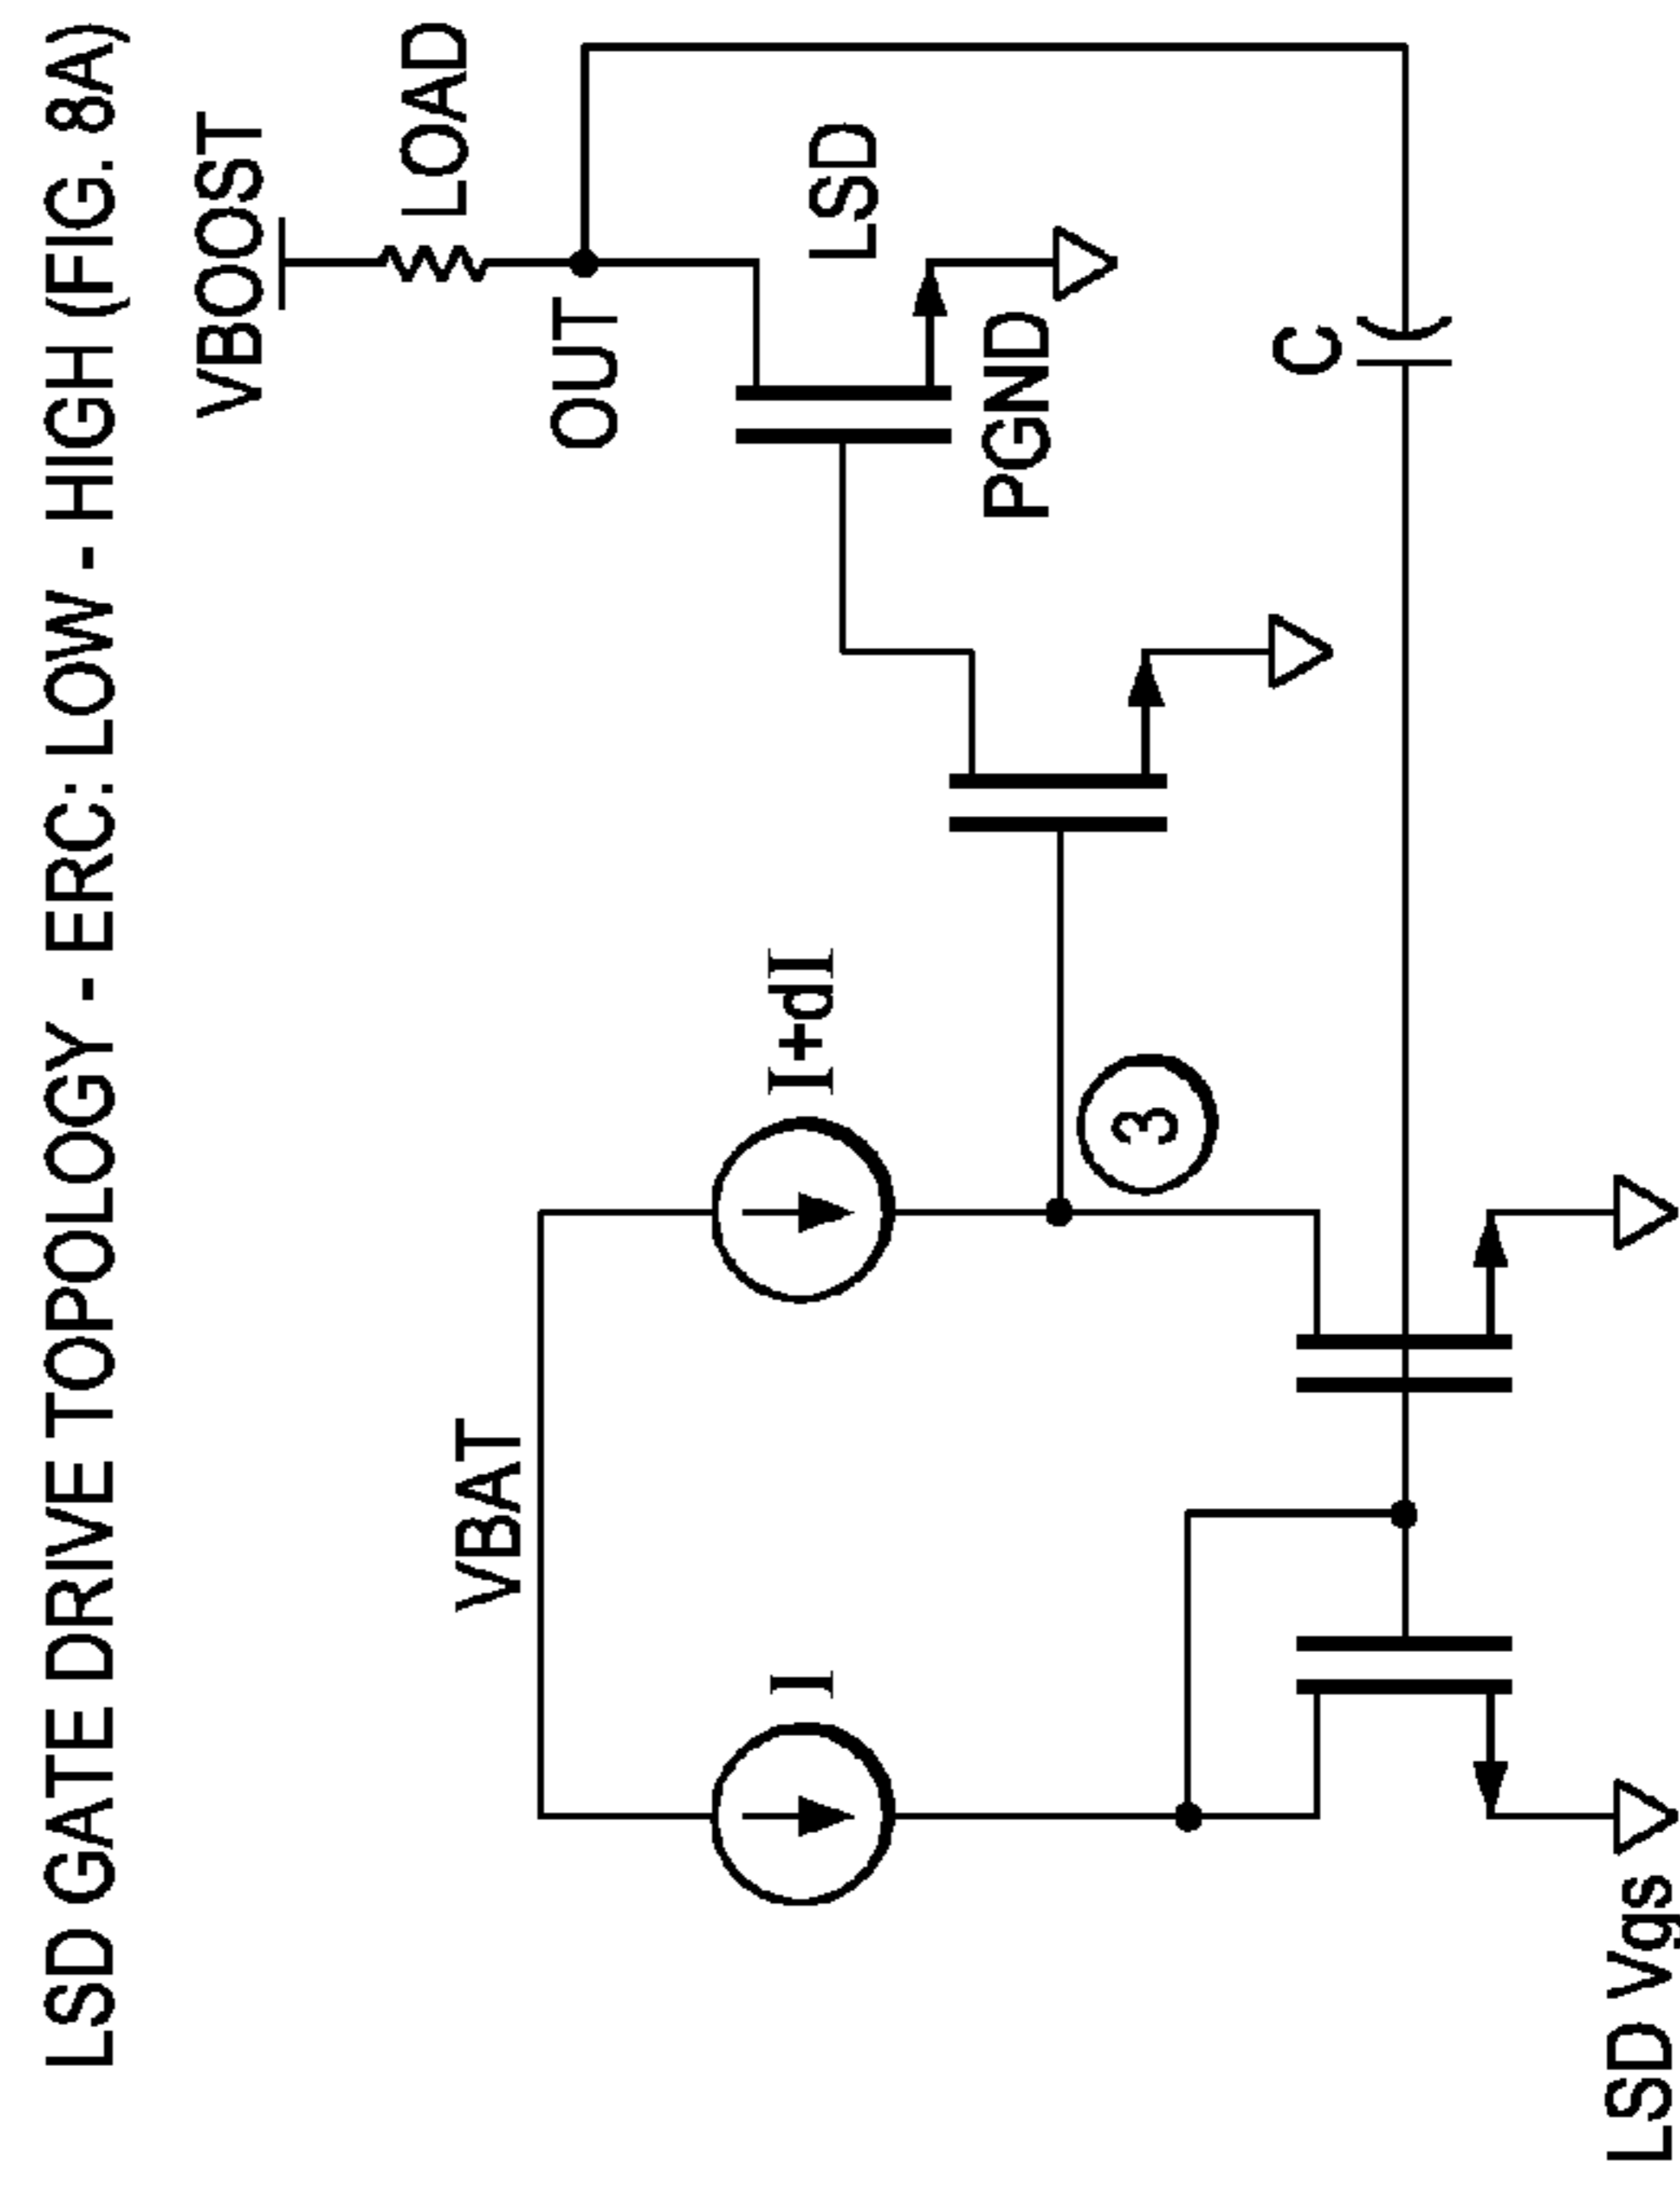 LSD GATE DRIVE TOPOLOGY - ERC: LOW - HIGH (FIG. 8A)
VBOOST
LOAD
VBAT
OUT
I
I+dI
LSD
PGND
3
C
LSD Vgs